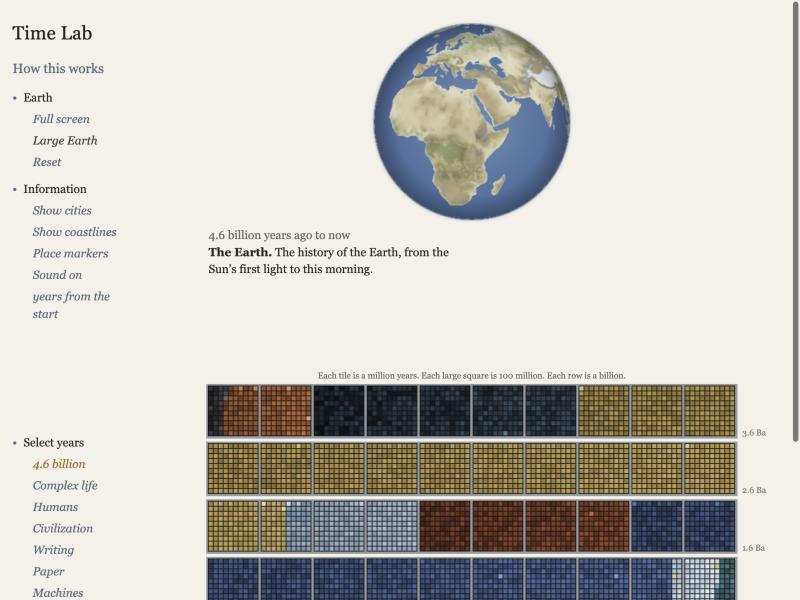 Time Lab
How this works
• Earth
Full screen
Large Earth
Reset
• Information
Show cities
Show coastlines
Place markers
Sound on
years from the
start
4.6 billion years ago to now
The Earth. The history of the Earth, from the
Sun's first light to this morning.
Each tile is a million years. Each large square is 100 million. Each row is a billion.
3.6 Ba
2.6 Ba
1.6 Ba
• Select years
4.6 billion
Complex life
Humans
Civilization
Writing
Paper
Machines